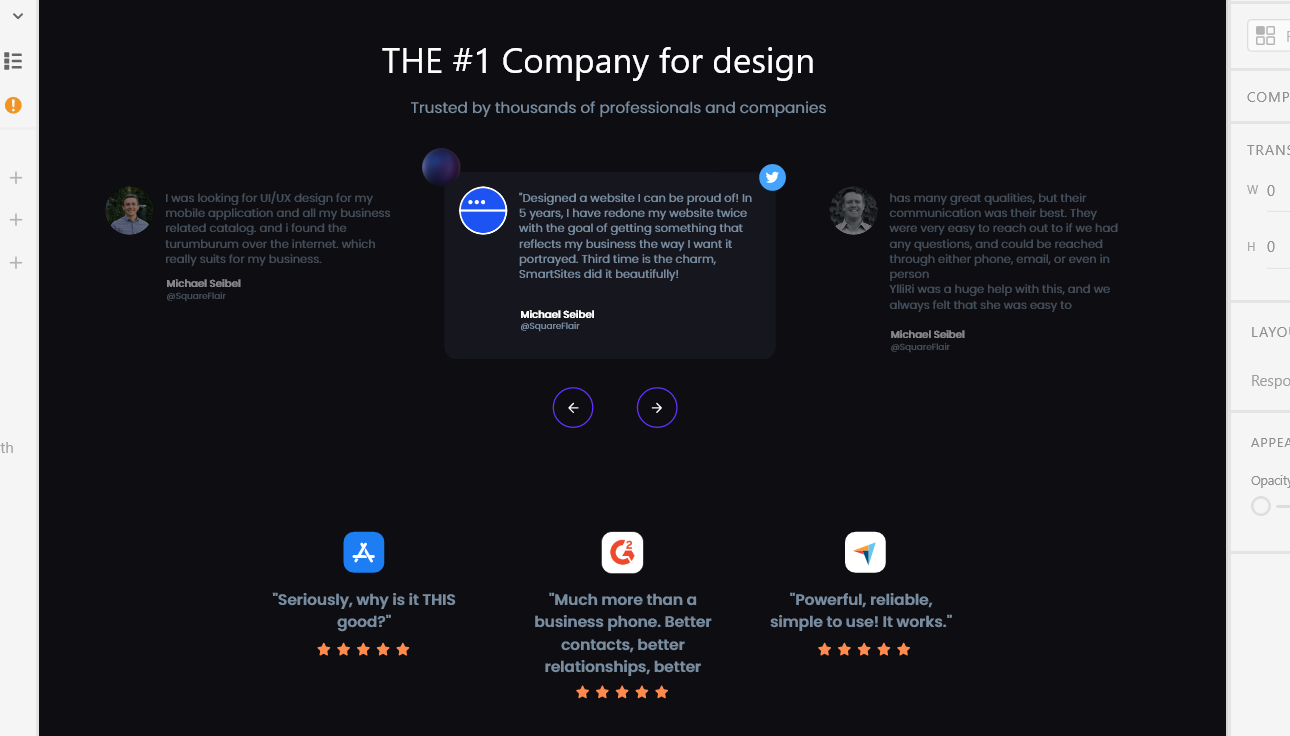 THE #1 Company for design
Trusted by thousands of professionals and companies
I was looking for UI/UX design for my
mobile application and all my business
related catalog. and i found the
turumburum over the internet. which
really suits for my business.
Michael Seibel
@SquareFlair
"Designed a website I can be proud of! In
5 years, I have redone my website twice
with the goal of getting something that
reflects my business the way I want it
portrayed. Third time is the charm,
SmartSites did it beautifully!
Michael Seibel
@SquareFlair
has many great qualities, but their
communication was their best. They
were very easy to reach out to if we had
any questions, and could be reached
through either phone, email, or even in
person
YlliRi was a huge help with this, and we
always felt that she was easy to
Michael Seibel
@SquareFlair
"Seriously, why is it THIS
good?"
"Much more than a
business phone. Better
contacts, better
relationships, better
"Powerful, reliable,
simple to use! It works."
th
COMP
TRANS
W 0
H 0
LAYOU
Respo
APPEA
Opacity